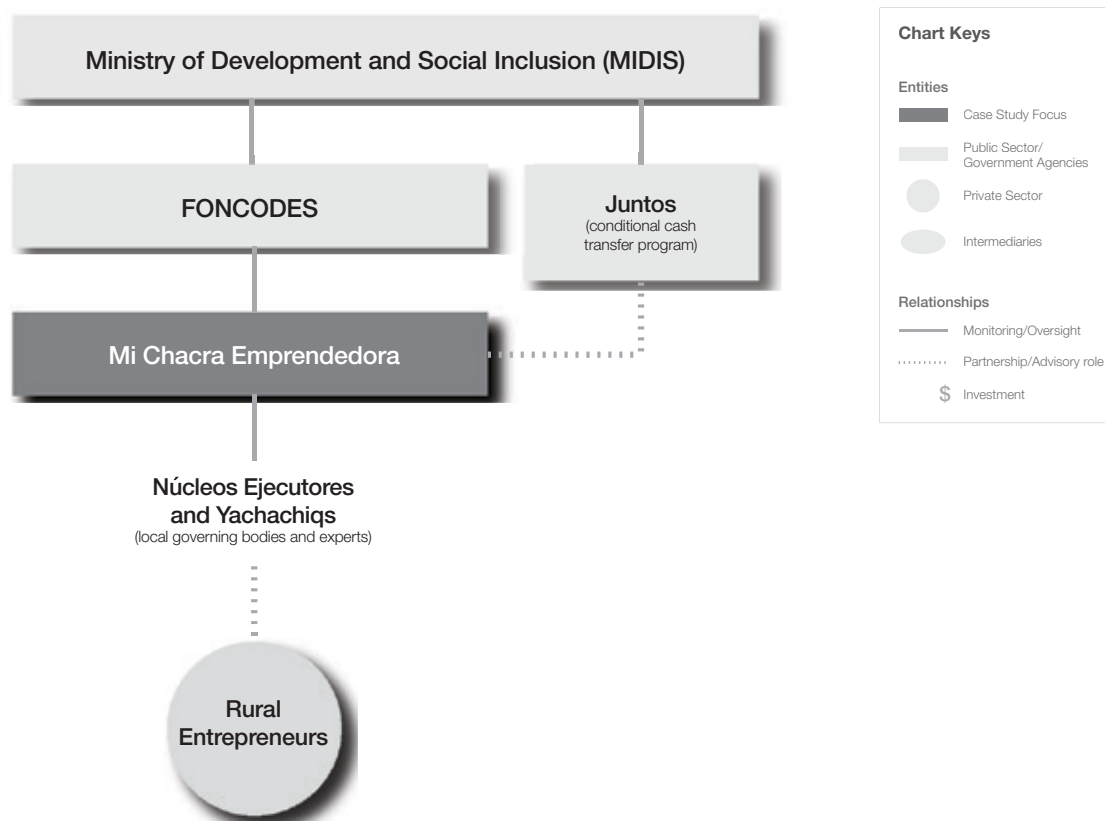 Ministry of Development and Social Inclusion (MIDIS)
FONCODES
Juntos
(conditional cash
transfer program)
Mi Chacra Emprendedora
Núcleos Ejecutores
and Yachachiqs
(local governing bodies and experts)
Rural
Entrepreneurs
Chart Keys
Entities
Case Study Focus
Public Sector/
Government Agencies
Private Sector
Intermediaries
Relationships
Monitoring/Oversight
Partnership/Advisory role
$ Investment